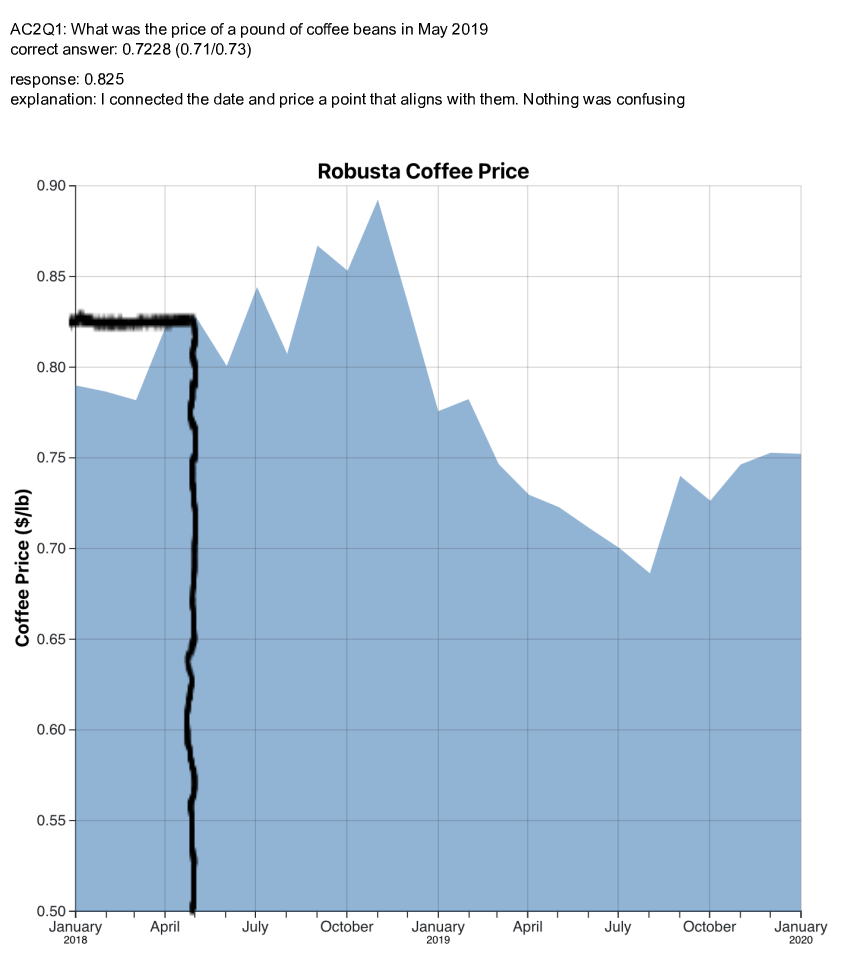 AC2Q1: What was the price of a pound of coffee beans in May 2019
correct answer: 0.7228 (0.71/0.73)
response: 0.825
explanation: I connected the date and price a point that aligns with them. Nothing was confusing
Robusta Coffee Price
0.90
0.85
0.80
0.75
0.70
0.65
0.60
0.55
0.50
Coffee Price ($/lb)
January April July October January April July October January
2018 2019 2020